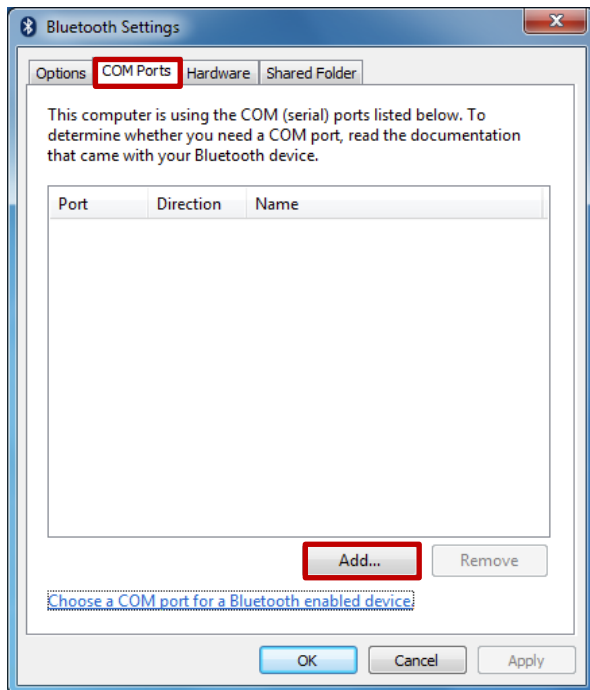 Bluetooth Settings
Options COM Ports Hardware Shared Folder
This computer is using the COM (serial) ports listed below. To
determine whether you need a COM port, read the documentation
that came with your Bluetooth device.
Port Direction Name
Add... Remove
Choose a COM port for a Bluetooth enabled device.
OK Cancel Apply